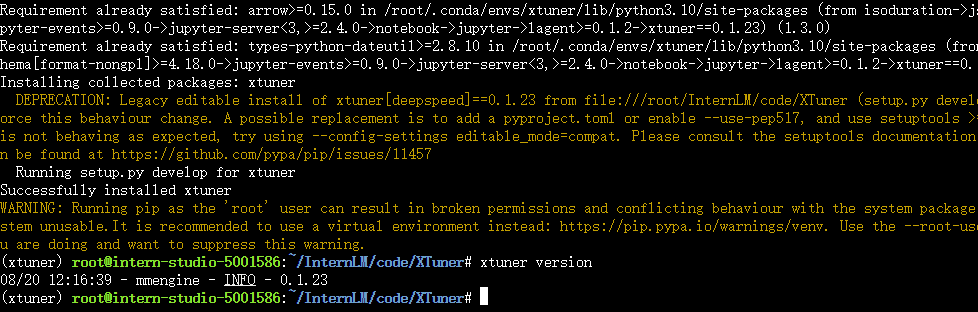 Requirement already satisfied: arrow>=0.15.0 in /root/.conda/envs/xtuner/lib/python3.10/site-packages (from isoduration->js
pyter-events>=0.9.0->jupyter-server<3,>=2.4.0->notebook->jupyter->lagent>=0.1.2->xtuner==0.1.23) (1.3.0)
Requirement already satisfied: types-python-dateutil>=2.8.10 in /root/.conda/envs/xtuner/lib/python3.10/site-packages (fro
hema[format-nongpl]>=4.18.0->jupyter-events>=0.9.0->jupyter-server<3,>=2.4.0->notebook->jupyter->lagent>=0.1.2->xtuner==0.
Installing collected packages: xtuner
DEPRECATION: Legacy editable install of xtuner[deepspeed]==0.1.23 from file:///root/InternLM/code/XTuner (setup.py devel
orce this behaviour change. A possible replacement is to add a pyproject.toml or enable --use-pep517, and use setuptools >=
is not behaving as expected, try using --config-settings editable_mode=compat. Please consult the setuptools documentation
n be found at https://github.com/pypa/pip/issues/11457
Running setup.py develop for xtuner
Successfully installed xtuner
WARNING: Running pip as the 'root' user can result in broken permissions and conflicting behaviour with the system package
stem unusable.It is recommended to use a virtual environment instead: https://pip.pypa.io/warnings/venv. Use the --root-use
u are doing and want to suppress this warning.
(xtuner) root@intern-studio-5001586:~/InternLM/code/XTuner# xtuner version
08/20 12:16:39 - mmengine - INFO - 0.1.23
(xtuner) root@intern-studio-5001586:~/InternLM/code/XTuner#